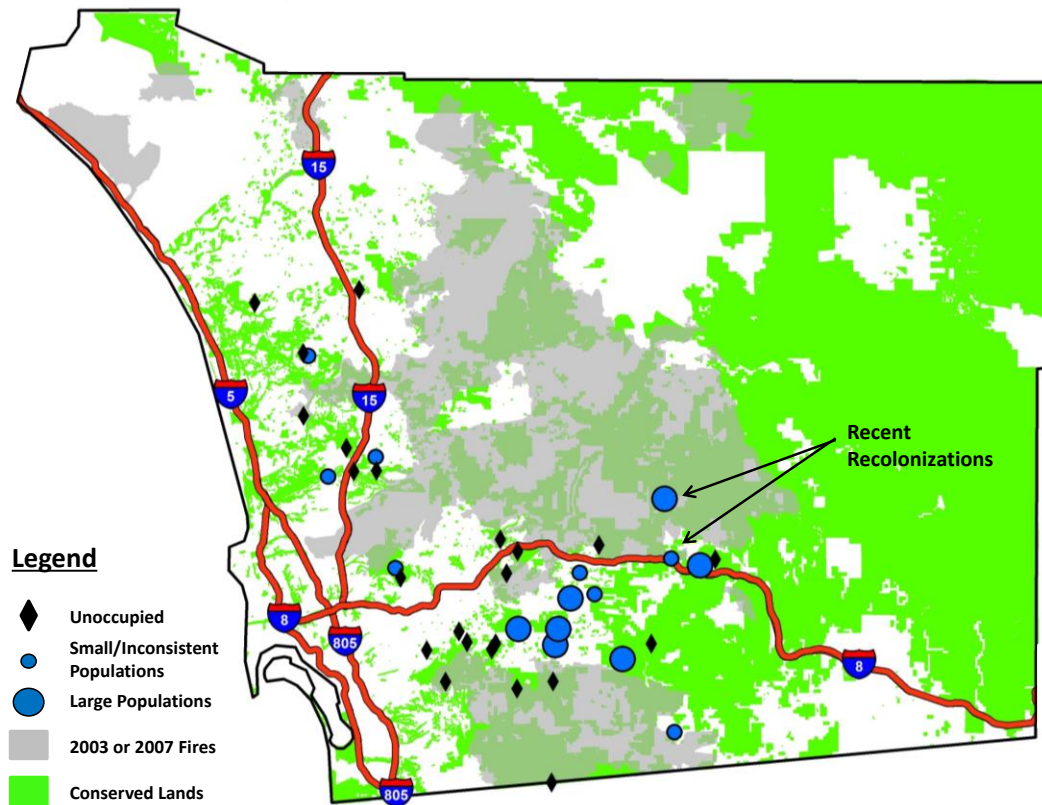 15
5
15
Recent
Recolonizations
Legend
Unoccupied
Small/Inconsistent
Populations
Large Populations
2003 or 2007 Fires
Conserved Lands
8
805
8
805